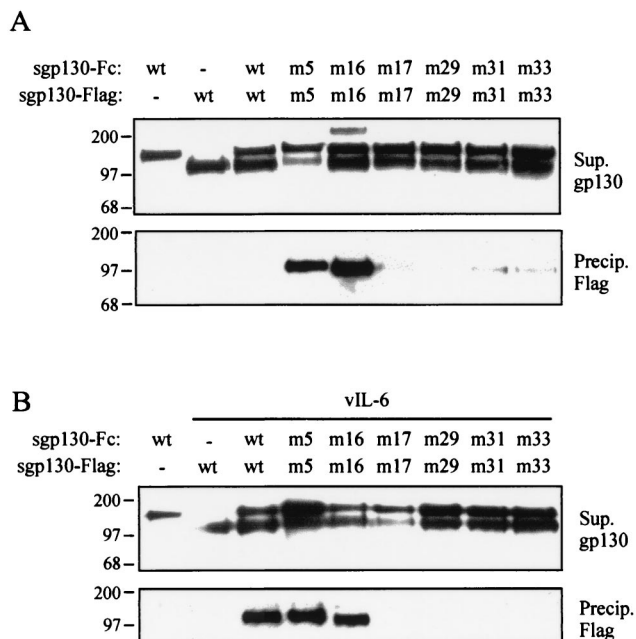 A
sgp130-Fc: wt - wt m5 m16 m17 m29 m31 m33
sgp130-Flag: - wt wt m5 m16 m17 m29 m31 m33
200
97
68
Sup.
gp130
200
97
68
Precip.
Flag
B
vIL-6
sgp130-Fc: wt - wt m5 m16 m17 m29 m31 m33
sgp130-Flag: - wt wt m5 m16 m17 m29 m31 m33
200
97
68
Sup.
gp130
200
97
Precip.
Flag